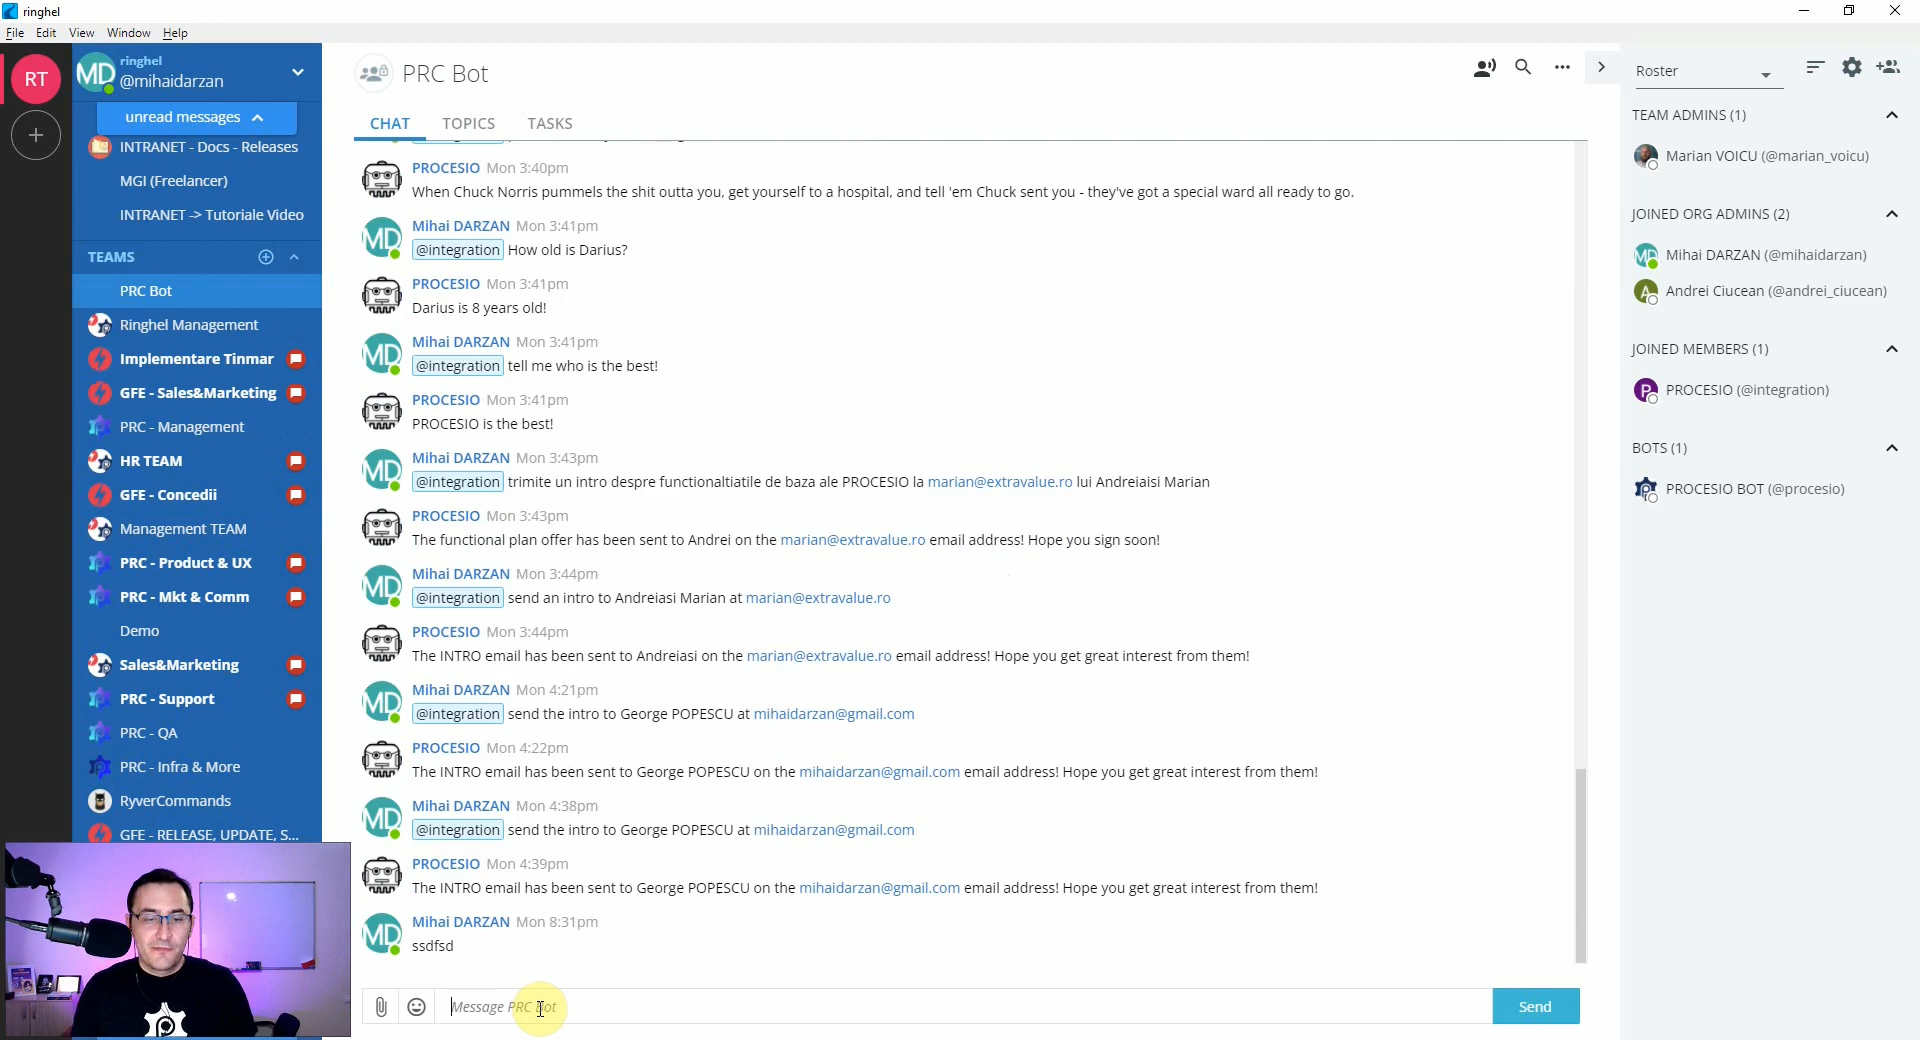 ringhel
File Edit View Window Help
RT
MD
ringhel
@mihaidarzan
unread messages
INTRANET - Docs - Releases
MGI (Freelancer)
INTRANET -> Tutoriale Video
TEAMS
PRC Bot
Ringhel Management
Implementare Tinmar
GFE - Sales&Marketing
PRC - Management
HR TEAM
GFE - Concedii
Management TEAM
PRC - Product & UX
PRC - Mkt & Comm
Demo
Sales&Marketing
PRC - Support
PRC - QA
PRC - Infra & More
RyverCommands
GFE - RELEASE, UPDATE, S...
PRC Bot
CHAT TOPICS TASKS
PROCESIO Mon 3:40pm
When Chuck Norris pummels the shit outta you, get yourself to a hospital, and tell 'em Chuck sent you - they've got a special ward all ready to go.
MD
Mihai DARZAN Mon 3:41pm
@integration How old is Darius?
PROCESIO Mon 3:41pm
Darius is 8 years old!
MD
Mihai DARZAN Mon 3:41pm
@integration tell me who is the best!
PROCESIO Mon 3:41pm
PROCESIO is the best!
MD
Mihai DARZAN Mon 3:43pm
@integration trimite un intro despre functionaltiatile de baza ale PROCESIO la marian@extravalue.ro lui Andreiaisi Marian
PROCESIO Mon 3:43pm
The functional plan offer has been sent to Andrei on the marian@extravalue.ro email address! Hope you sign soon!
MD
Mihai DARZAN Mon 3:44pm
@integration send an intro to Andreiasi Marian at marian@extravalue.ro
PROCESIO Mon 3:44pm
The INTRO email has been sent to Andreiasi on the marian@extravalue.ro email address! Hope you get great interest from them!
MD
Mihai DARZAN Mon 4:21pm
@integration send the intro to George POPESCU at mihaidarzan@gmail.com
PROCESIO Mon 4:22pm
The INTRO email has been sent to George POPESCU on the mihaidarzan@gmail.com email address! Hope you get great interest from them!
MD
Mihai DARZAN Mon 4:38pm
@integration send the intro to George POPESCU at mihaidarzan@gmail.com
PROCESIO Mon 4:39pm
The INTRO email has been sent to George POPESCU on the mihaidarzan@gmail.com email address! Hope you get great interest from them!
MD
Mihai DARZAN Mon 8:31pm
ssdfsd
Message PRC Bot
Send
Roster
TEAM ADMINS (1)
Marian VOICU (@marian_voicu)
JOINED ORG ADMINS (2)
MD
Mihai DARZAN (@mihaidarzan)
A
Andrei Ciucean (@andrei_ciucean)
JOINED MEMBERS (1)
P
PROCESIO (@integration)
BOTS (1)
PROCESIO BOT (@procesio)